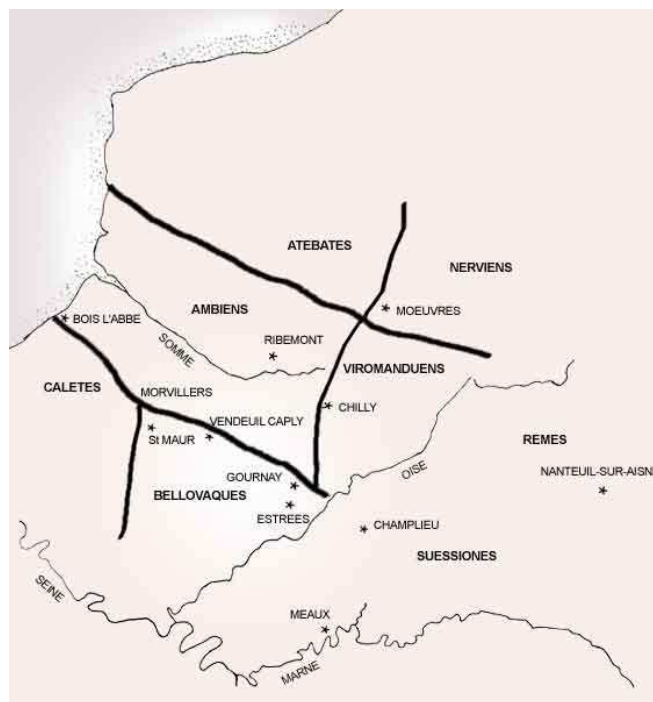 ATEBATES
NERVIENS
AMBIENS
MOEUVRES
BOIS L'ABBE
SOMME
RIBEMONT
VIROMANDUENS
CALETES
MORVILLERS
CHILLY
VENDEUIL CAPLY
St MAUR
REMES
OISE
NANTEUIL-SUR-AISN
GOURNAY
BELLOVAQUES
ESTREES
CHAMPLIEU
SUESSIONES
SEINE
MEAUX
MARNE